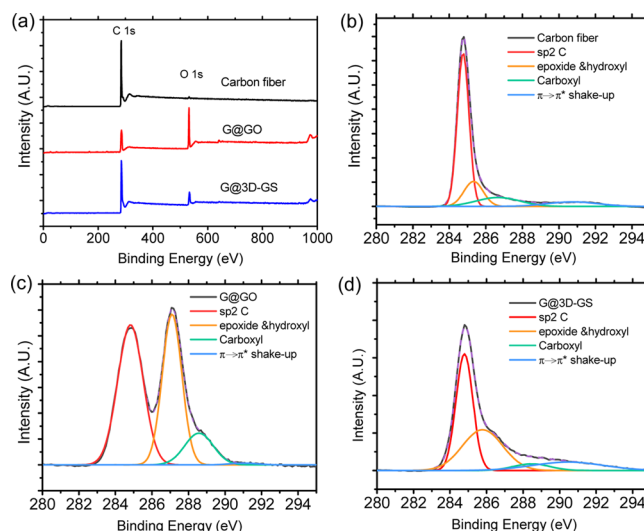 (a)
C 1s
O 1s
Carbon fiber
G@GO
G@3D-GS
Intensity (A.U.)
0 200 400 600 800 1000
Binding Energy (eV)
(b)
Carbon fiber
sp2 C
epoxide &hydroxyl
Carboxyl
π→π* shake-up
Intensity (A.U.)
280 282 284 286 288 290 292 294
Binding Energy (eV)
(c)
G@GO
sp2 C
epoxide &hydroxyl
Carboxyl
π→π* shake-up
Intensity (A.U.)
280 282 284 286 288 290 292 294
Binding Energy (eV)
(d)
G@3D-GS
sp2 C
epoxide &hydroxyl
Carboxyl
π→π* shake-up
Intensity (A.U.)
280 282 284 286 288 290 292 294
Binding Energy (eV)